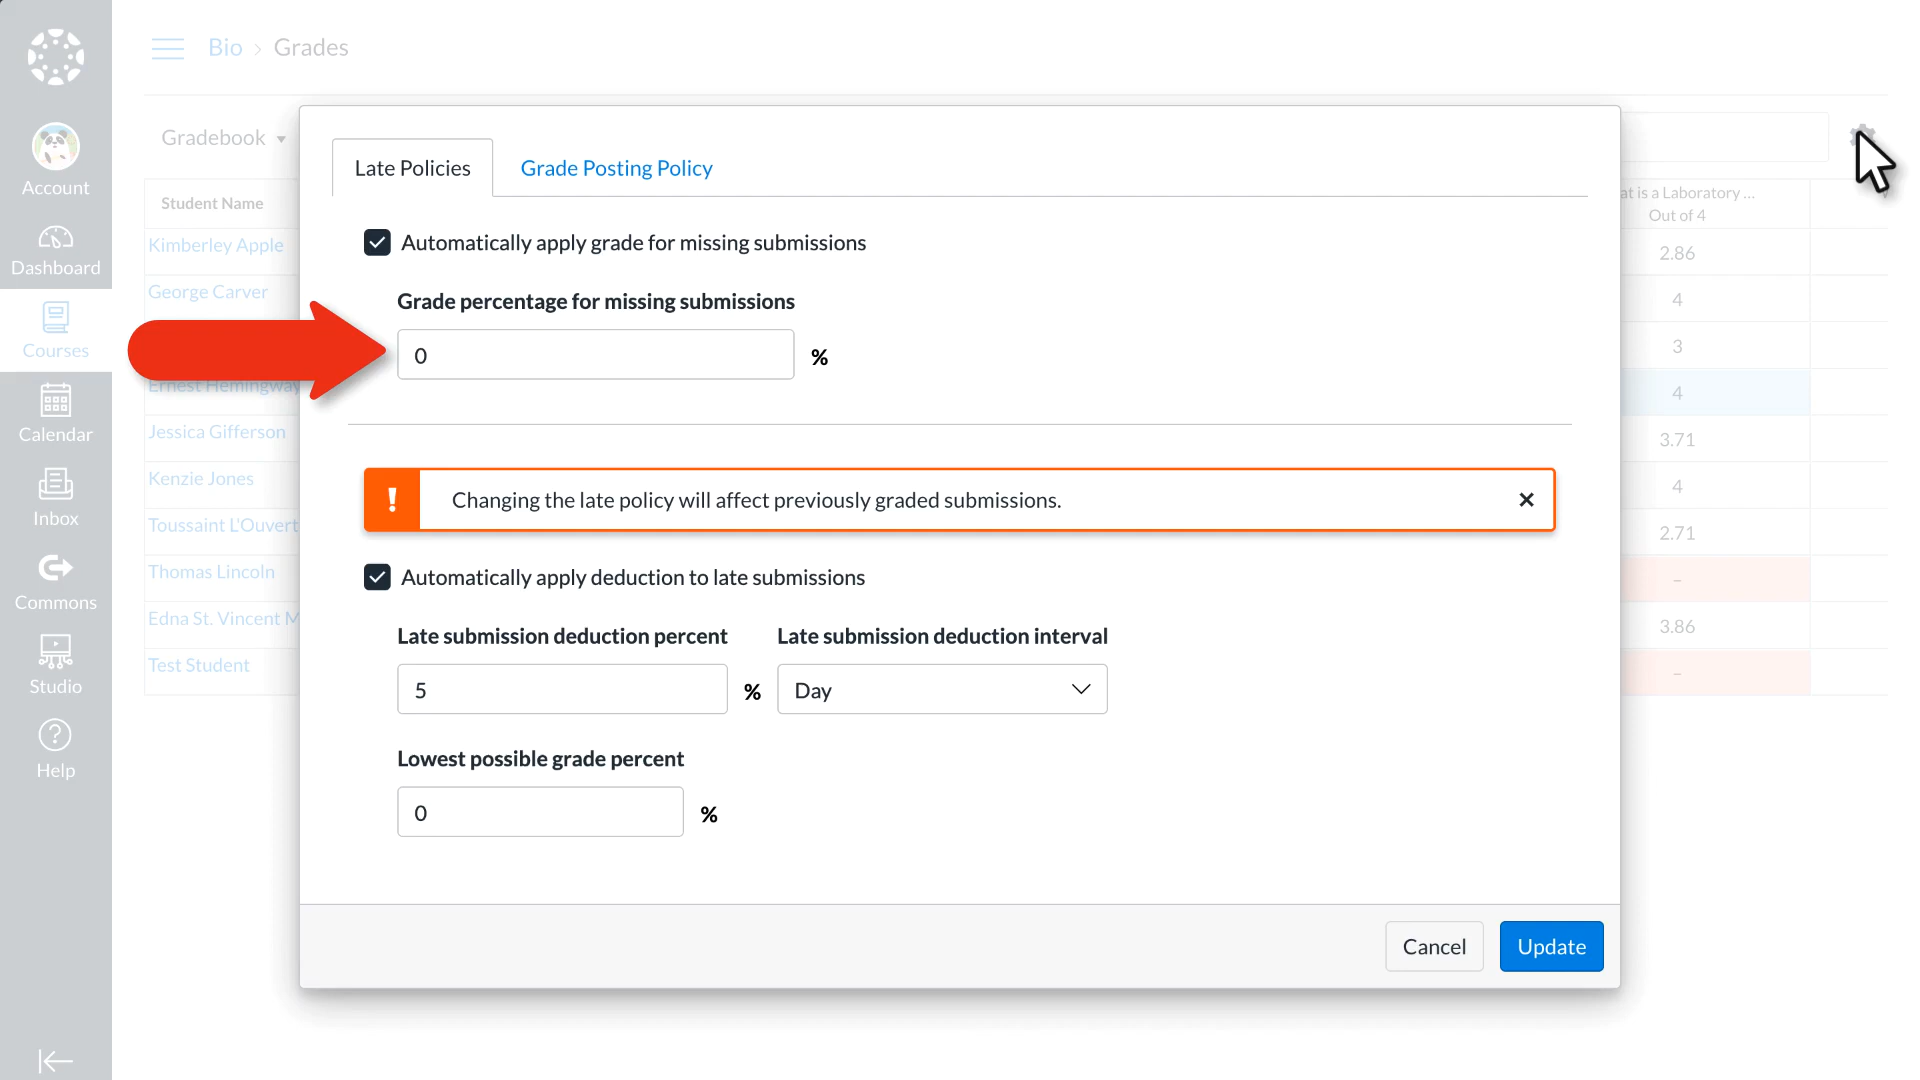 Bio > Grades
Gradebook
Account
Dashboard
Courses
Calendar
Inbox
Commons
Studio
Help
Student Name
Kimberley Apple
George Carver
Ernest Hemingway
Jessica Gifferson
Kenzie Jones
Toussaint L'Ouvert
Thomas Lincoln
Edna St. Vincent M
Test Student
Late Policies
Grade Posting Policy
Automatically apply grade for missing submissions
Grade percentage for missing submissions
0 %
! Changing the late policy will affect previously graded submissions.
Automatically apply deduction to late submissions
Late submission deduction percent Late submission deduction interval
5 % Day
Lowest possible grade percent
0 %
Cancel Update
at is a Laboratory ...
Out of 4
2.86
4
3
4
3.71
4
2.71
–
3.86
–